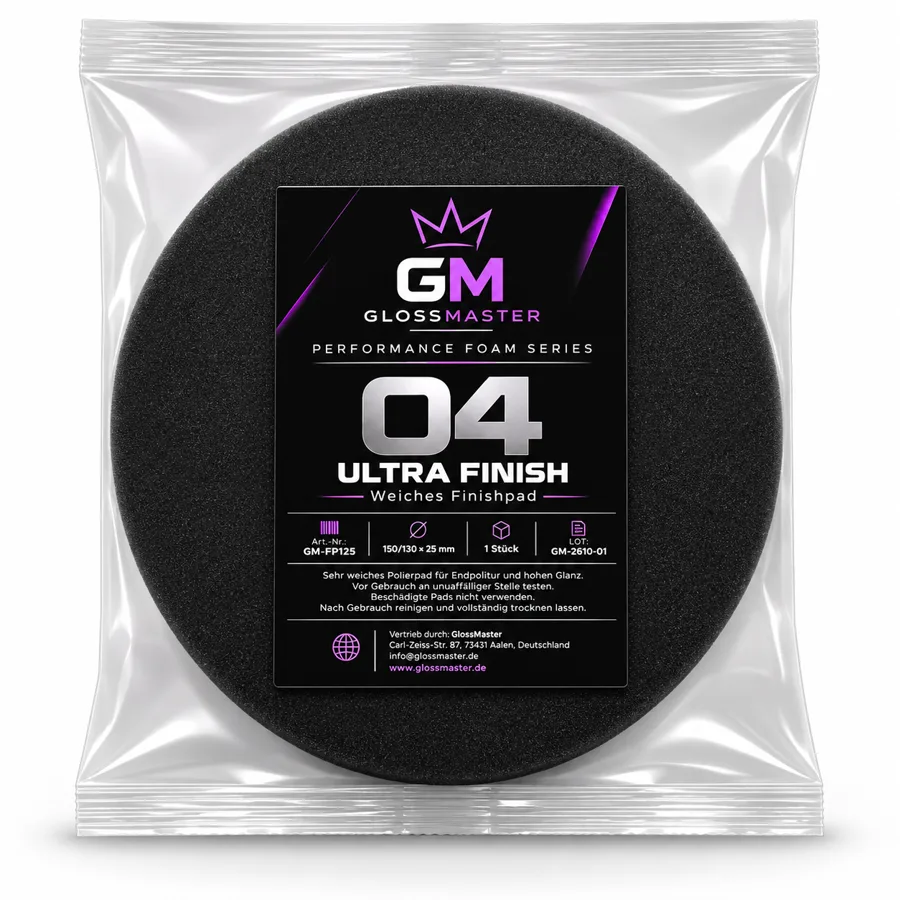 GM
GLOSSMASTER
PERFORMANCE FOAM SERIES
04
ULTRA FINISH
Weiches Finishpad
Art.-Nr.:
GM-FP125
150/130 × 25 mm
1 Stück
LOT:
GM-2610-01
Sehr weiches Polierpad für Endpolitur und hohen Glanz.
Vor Gebrauch an unauffälliger Stelle testen.
Beschädigte Pads nicht verwenden.
Nach Gebrauch reinigen und vollständig trocknen lassen.
Vertrieb durch: GlossMaster
Carl-Zeiss-Str. 87, 73431 Aalen, Deutschland
info@glossmaster.de
www.glossmaster.de